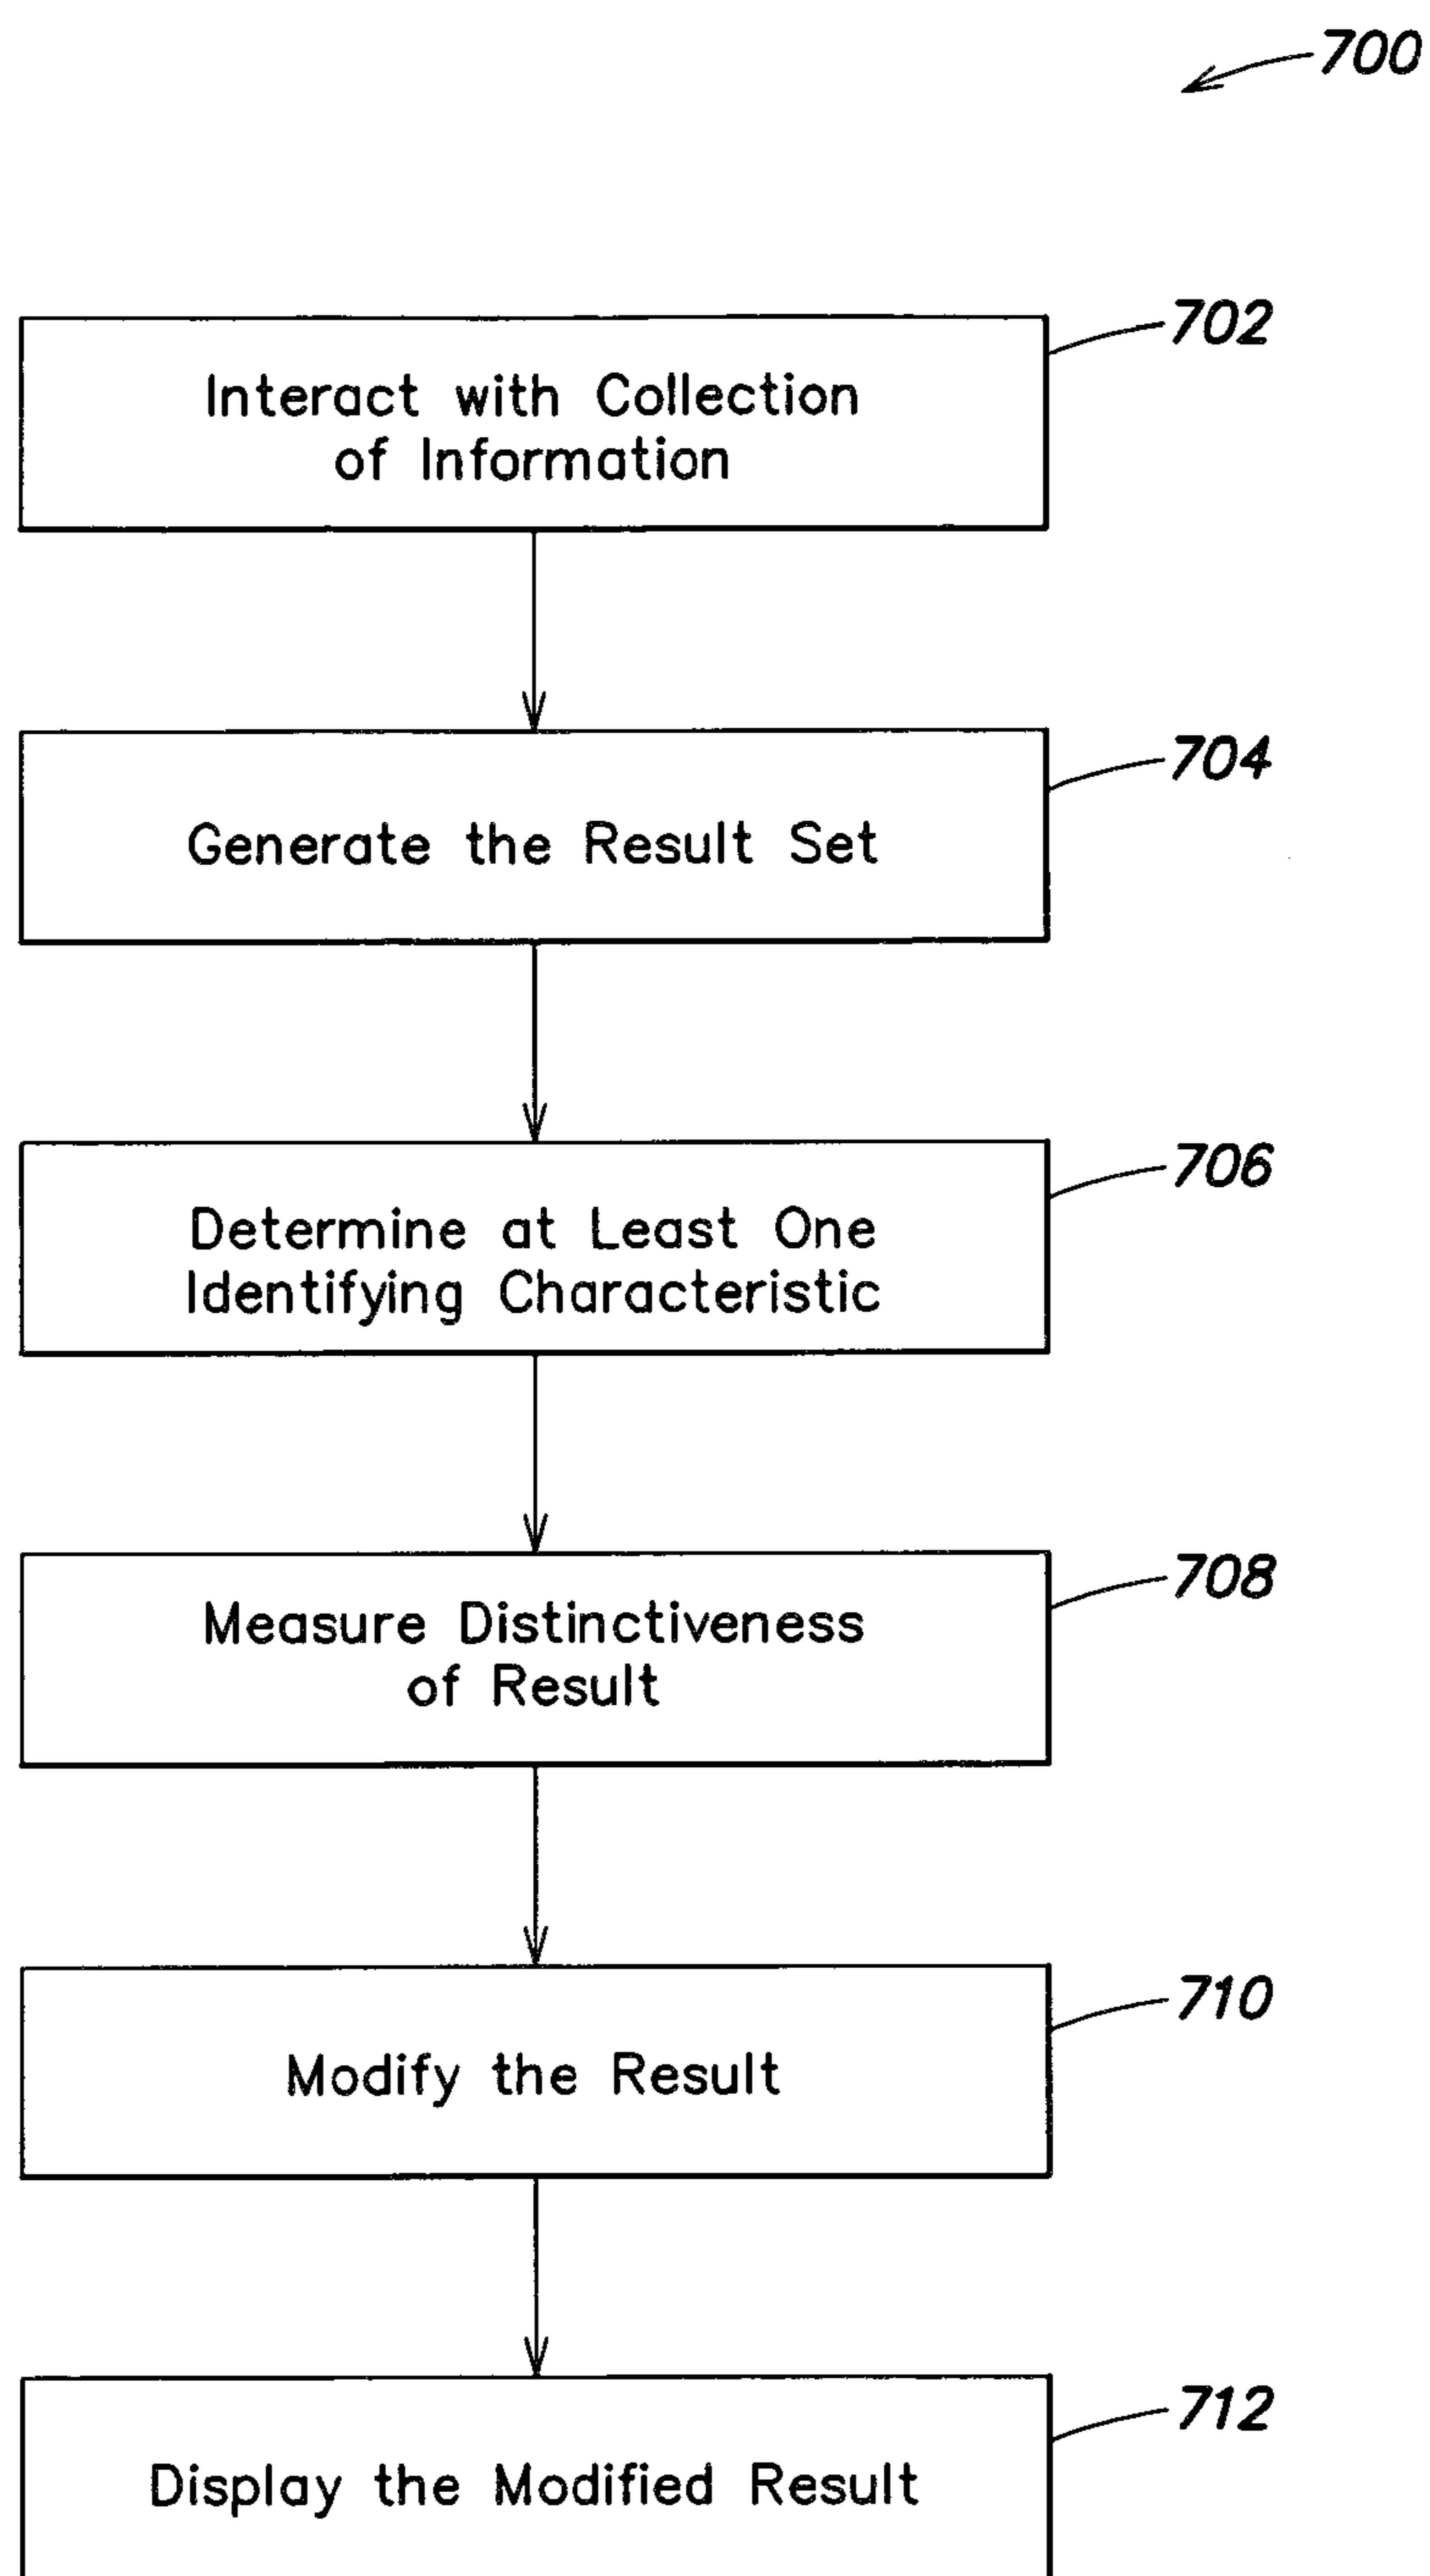 700
702
Interact with Collection
of Information
704
Generate the Result Set
706
Determine at Least One
Identifying Characteristic
708
Measure Distinctiveness
of Result
710
Modify the Result
712
Display the Modified Result